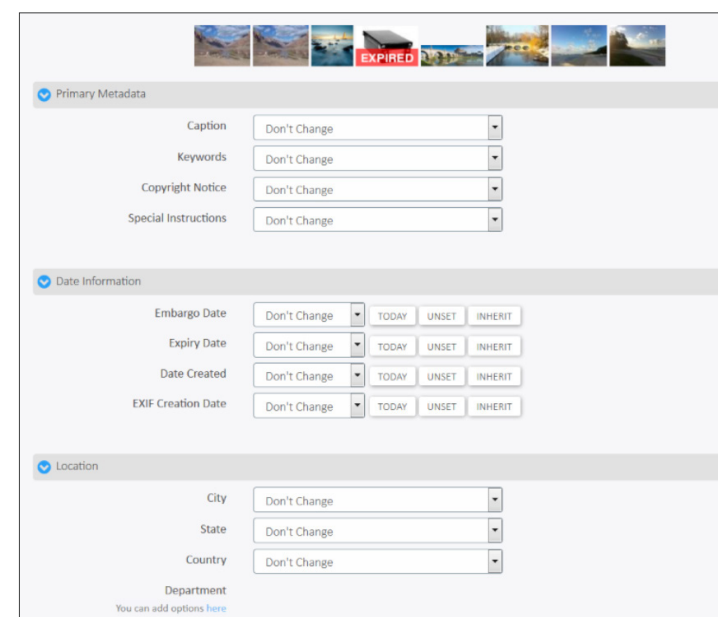 EXPIRED
Primary Metadata
Caption Don't Change
Keywords Don't Change
Copyright Notice Don't Change
Special Instructions Don't Change
Date Information
Embargo Date Don't Change TODAY UNSET INHERIT
Expiry Date Don't Change TODAY UNSET INHERIT
Date Created Don't Change TODAY UNSET INHERIT
EXIF Creation Date Don't Change TODAY UNSET INHERIT
Location
City Don't Change
State Don't Change
Country Don't Change
Department
You can add options here